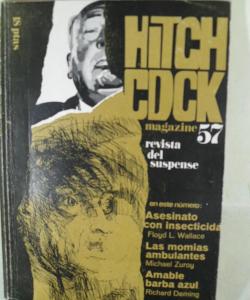 18 ptas
HiTCH
COCK
magazine 57
revista
del
suspense
en este número:
Asesinato
con insecticida
Floyd L. Wallace
Las momias
ambulantes
Michael Zuroy
Amable
barba azul
Richard Deming